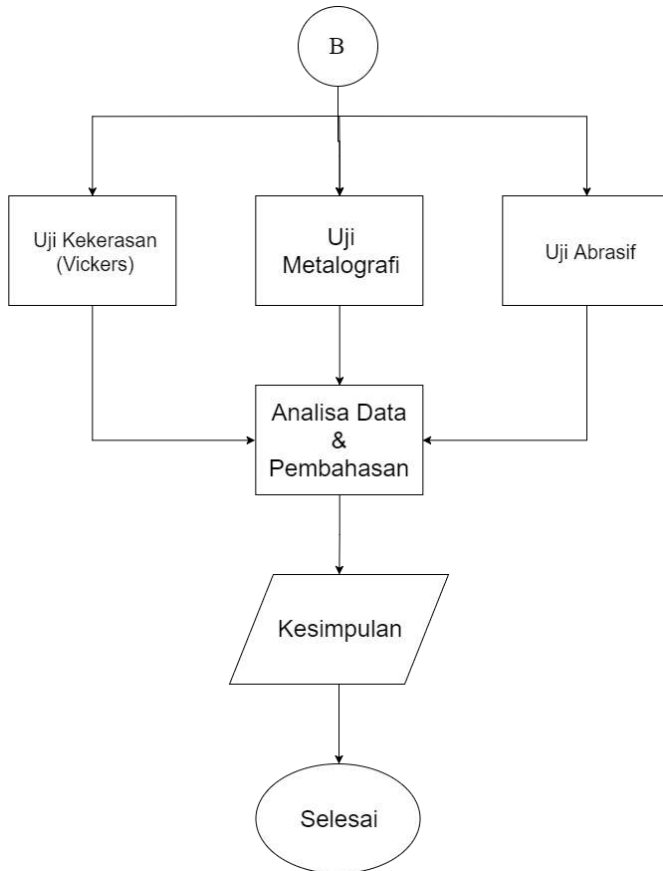 B
Uji Kekerasan
(Vickers)
Uji
Metalografi
Uji Abrasif
Analisa Data
&
Pembahasan
Kesimpulan
Selesai